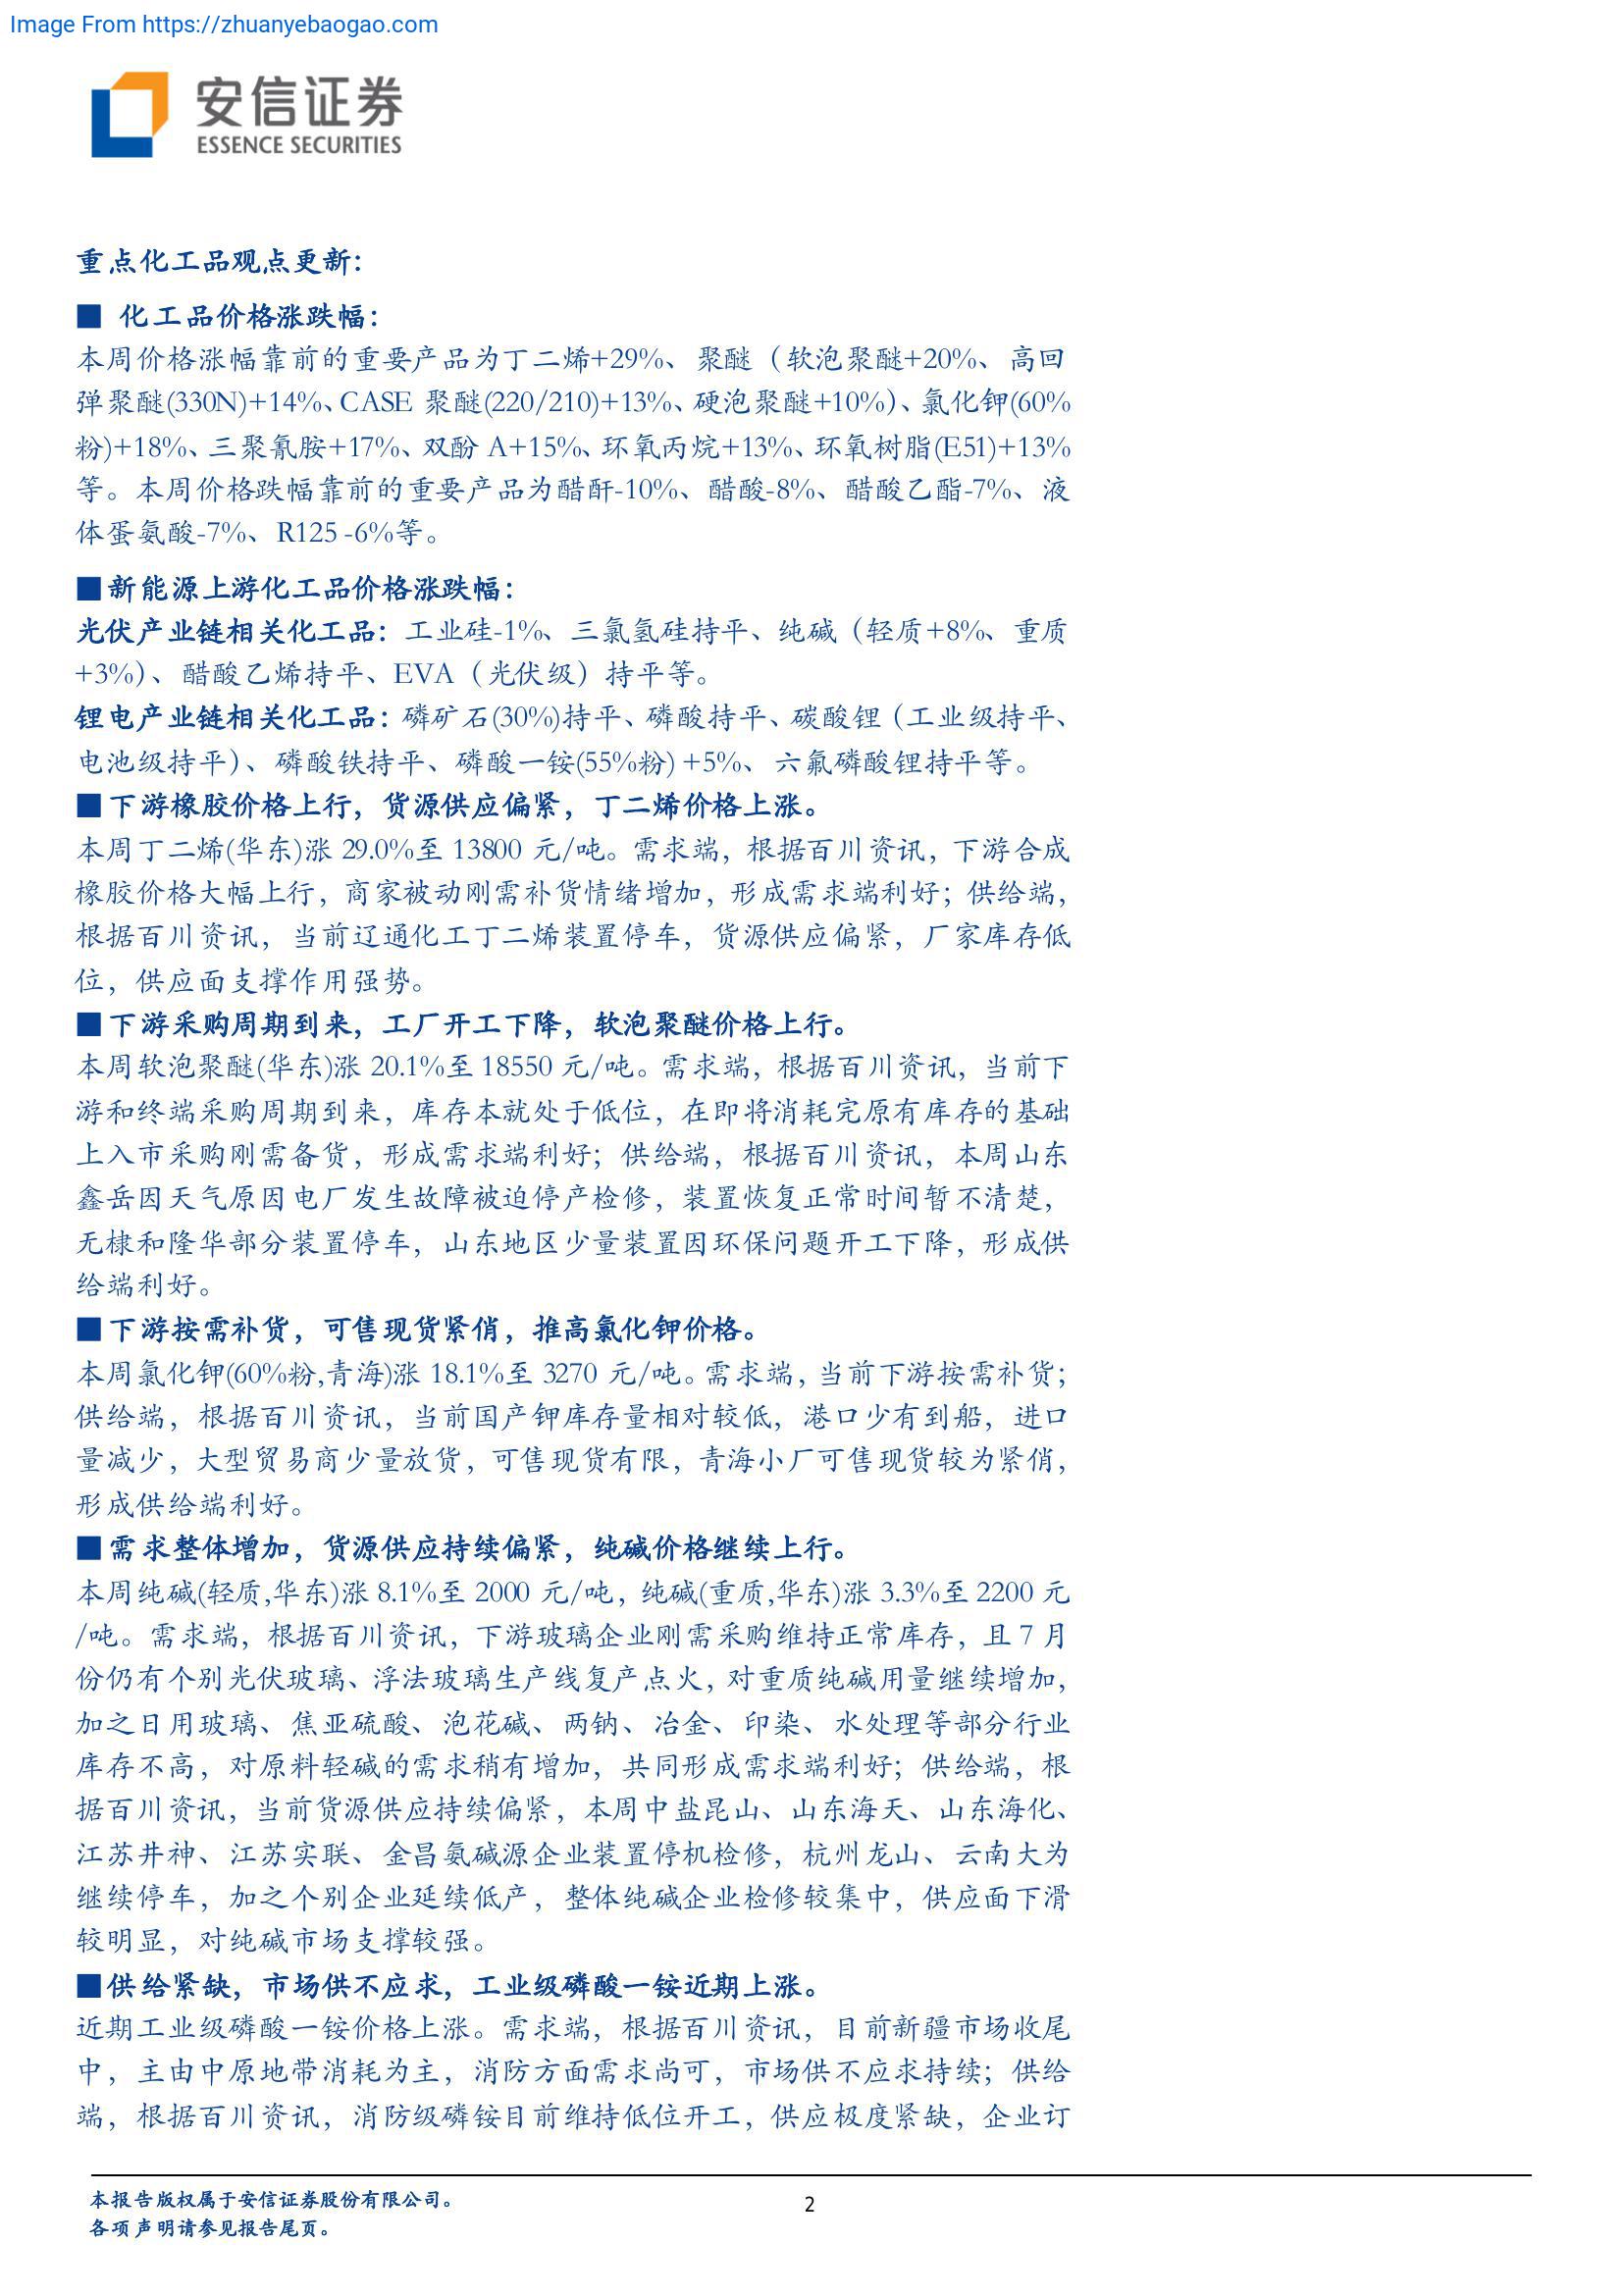 Image From https://zhuanyebaogao.com
安信证券
ESSENCE SECURITIES
重点化工品观点更新：
■ 化工品价格涨跌幅：
本周价格涨幅靠前的重要产品为丁二烯+29%、聚醚（软泡聚醚+20%、高回
弹聚醚(330N)+14%、CASE 聚醚(220/210)+13%、硬泡聚醚+10%）、氯化钾(60%
粉)+18%、三聚氰胺+17%、双酚 A+15%、环氧丙烷+13%、环氧树脂(E51)+13%
等。本周价格跌幅靠前的重要产品为醋酐-10%、醋酸-8%、醋酸乙酯-7%、液
体蛋氨酸-7%、R125 -6%等。
■新能源上游化工品价格涨跌幅：
光伏产业链相关化工品：工业硅-1%、三氯氢硅持平、纯碱（轻质+8%、重质
+3%）、醋酸乙烯持平、EVA（光伏级）持平等。
锂电产业链相关化工品：磷矿石(30%)持平、磷酸持平、碳酸锂（工业级持平、
电池级持平）、磷酸铁持平、磷酸一铵(55%粉) +5%、六氟磷酸锂持平等。
■下游橡胶价格上行，货源供应偏紧，丁二烯价格上涨。
本周丁二烯(华东)涨 29.0%至 13800 元/吨。需求端，根据百川资讯，下游合成
橡胶价格大幅上行，商家被动刚需补货情绪增加，形成需求端利好；供给端，
根据百川资讯，当前辽通化工丁二烯装置停车，货源供应偏紧，厂家库存低
位，供应面支撑作用强势。
■下游采购周期到来，工厂开工下降，软泡聚醚价格上行。
本周软泡聚醚(华东)涨 20.1%至 18550 元/吨。需求端，根据百川资讯，当前下
游和终端采购周期到来，库存本就处于低位，在即将消耗完原有库存的基础
上入市采购刚需备货，形成需求端利好；供给端，根据百川资讯，本周山东
鑫岳因天气原因电厂发生故障被迫停产检修，装置恢复正常时间暂不清楚，
无棣和隆华部分装置停车，山东地区少量装置因环保问题开工下降，形成供
给端利好。
■下游按需补货，可售现货紧俏，推高氯化钾价格。
本周氯化钾(60%粉,青海)涨 18.1%至 3270 元/吨。需求端，当前下游按需补货；
供给端，根据百川资讯，当前国产钾库存量相对较低，港口少有到船，进口
量减少，大型贸易商少量放货，可售现货有限，青海小厂可售现货较为紧俏，
形成供给端利好。
■需求整体增加，货源供应持续偏紧，纯碱价格继续上行。
本周纯碱(轻质,华东)涨 8.1%至 2000 元/吨，纯碱(重质,华东)涨 3.3%至 2200 元
/吨。需求端，根据百川资讯，下游玻璃企业刚需采购维持正常库存，且 7 月
份仍有个别光伏玻璃、浮法玻璃生产线复产点火，对重质纯碱用量继续增加，
加之日用玻璃、焦亚硫酸、泡花碱、两钠、冶金、印染、水处理等部分行业
库存不高，对原料轻碱的需求稍有增加，共同形成需求端利好；供给端，根
据百川资讯，当前货源供应持续偏紧，本周中盐昆山、山东海天、山东海化、
江苏井神、江苏实联、金昌氨碱源企业装置停机检修，杭州龙山、云南大为
继续停车，加之个别企业延续低产，整体纯碱企业检修较集中，供应面下滑
较明显，对纯碱市场支撑较强。
■供给紧缺，市场供不应求，工业级磷酸一铵近期上涨。
近期工业级磷酸一铵价格上涨。需求端，根据百川资讯，目前新疆市场收尾
中，主由中原地带消耗为主，消防方面需求尚可，市场供不应求持续；供给
端，根据百川资讯，消防级磷铵目前维持低位开工，供应极度紧缺，企业订
本报告版权属于安信证券股份有限公司。
2
各项声明请参见报告尾页。